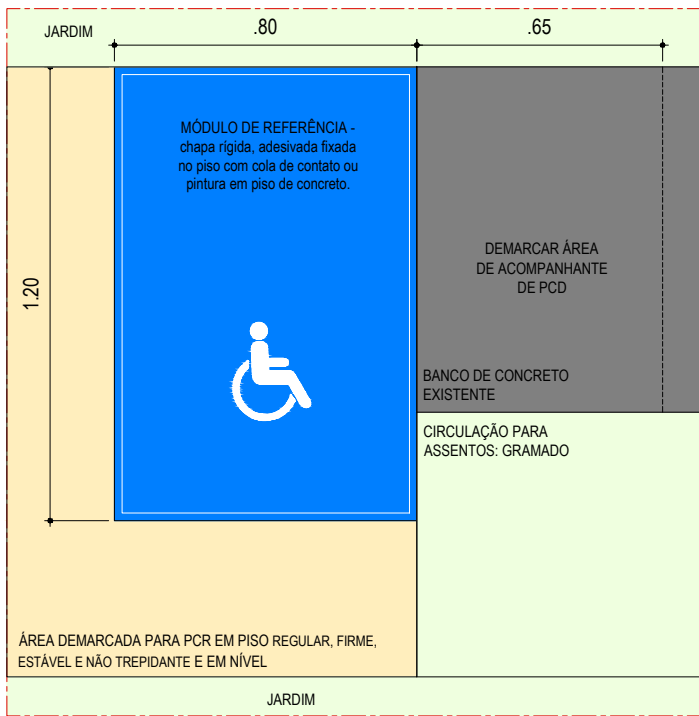 JARDIM
.80
.65
MÓDULO DE REFERÊNCIA -
chapa rígida, adesivada fixada
no piso com cola de contato ou
pintura em piso de concreto.
1.20
DEMARCAR ÁREA
DE ACOMPANHANTE
DE PCD
BANCO DE CONCRETO
EXISTENTE
CIRCULAÇÃO PARA
ASSENTOS: GRAMADO
ÁREA DEMARCADA PARA PCR EM PISO REGULAR, FIRME,
ESTÁVEL E NÃO TREPIDANTE E EM NÍVEL
JARDIM